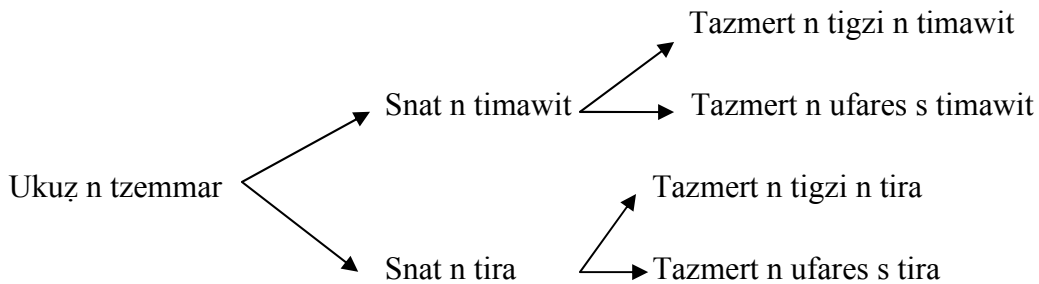 Tazmert n tigzi n timawit
Snat n timawit
Tazmert n ufares s timawit
Ukuẓ n tzemmar
Tazmert n tigzi n tira
Snat n tira
Tazmert n ufares s tira